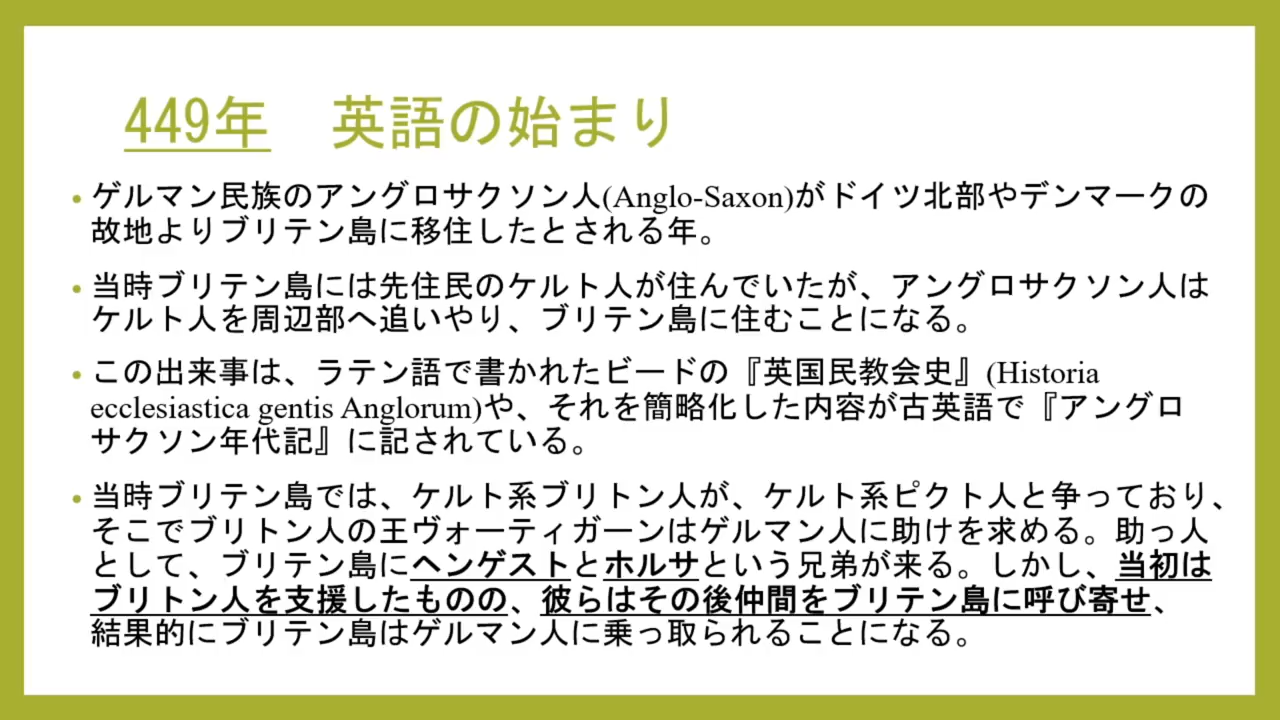 449年　英語の始まり
• ゲルマン民族のアングロサクソン人(Anglo-Saxon)がドイツ北部やデンマークの
故地よりブリテン島に移住したとされる年。
• 当時ブリテン島には先住民のケルト人が住んでいたが、アングロサクソン人は
ケルト人を周辺部へ追いやり、ブリテン島に住むことになる。
• この出来事は、ラテン語で書かれたビードの『英国民教会史』(Historia
ecclesiastica gentis Anglorum)や、それを簡略化した内容が古英語で『アングロ
サクソン年代記』に記されている。
• 当時ブリテン島では、ケルト系ブリトン人が、ケルト系ピクト人と争っており、
そこでブリトン人の王ヴォーティガーンはゲルマン人に助けを求める。助っ人
として、ブリテン島にヘンゲストとホルサという兄弟が来る。しかし、当初は
ブリトン人を支援したものの、彼らはその後仲間をブリテン島に呼び寄せ、
結果的にブリテン島はゲルマン人に乗っ取られることになる。